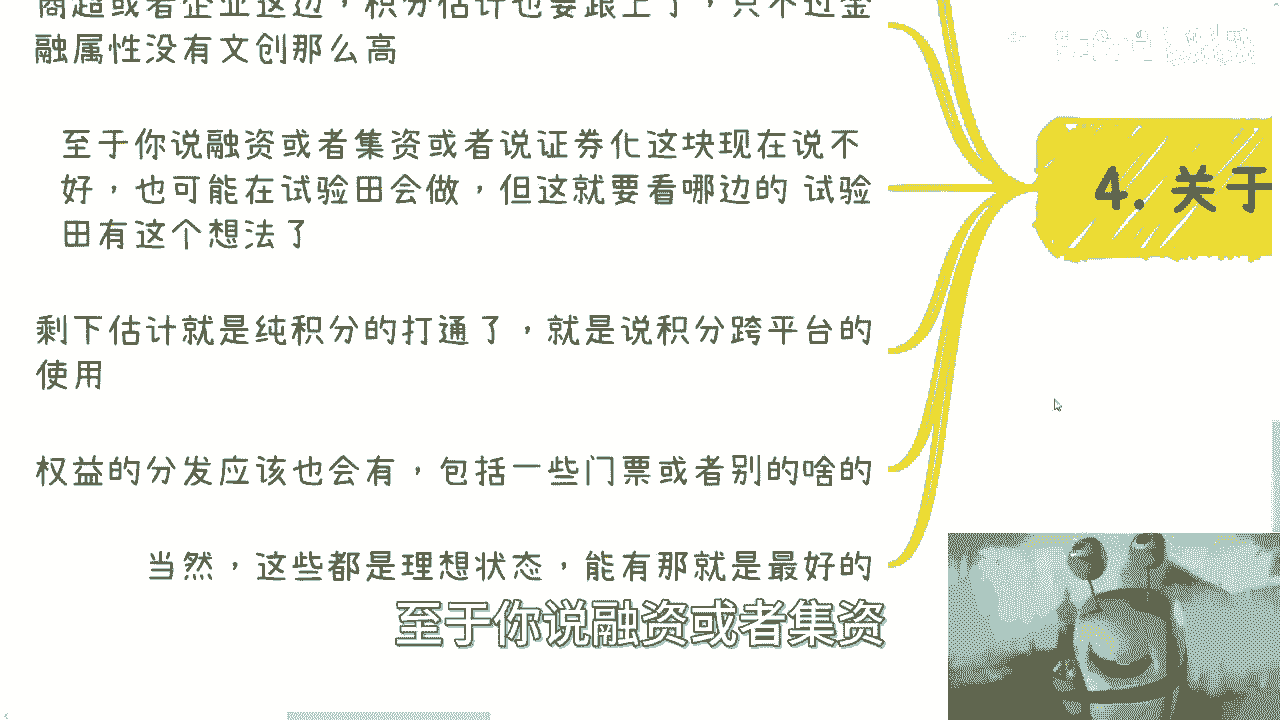 商超或者企业这边，积分估计也要跟上了，只不过金
融属性没有文创那么高
至于你说融资或者集资或者说证券化这块现在说不
好，也可能在试验田会做，但这就要看哪边的 试验
田有这个想法了
4. 关于
剩下估计就是纯积分的打通了，就是说积分跨平台的
使用
权益的分发应该也会有，包括一些门票或者别的啥的
当然，这些都是理想状态，能有那就是最好的
至于你说融资或者集资